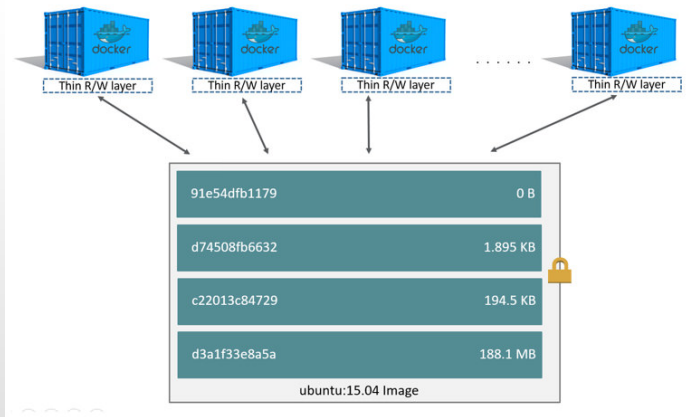 docker docker docker docker
. . . . . .
Thin R/W layer Thin R/W layer Thin R/W layer Thin R/W layer
91e54dfb1179 0 B
d74508fb6632 1.895 KB
c22013c84729 194.5 KB
d3a1f33e8a5a 188.1 MB
ubuntu:15.04 Image